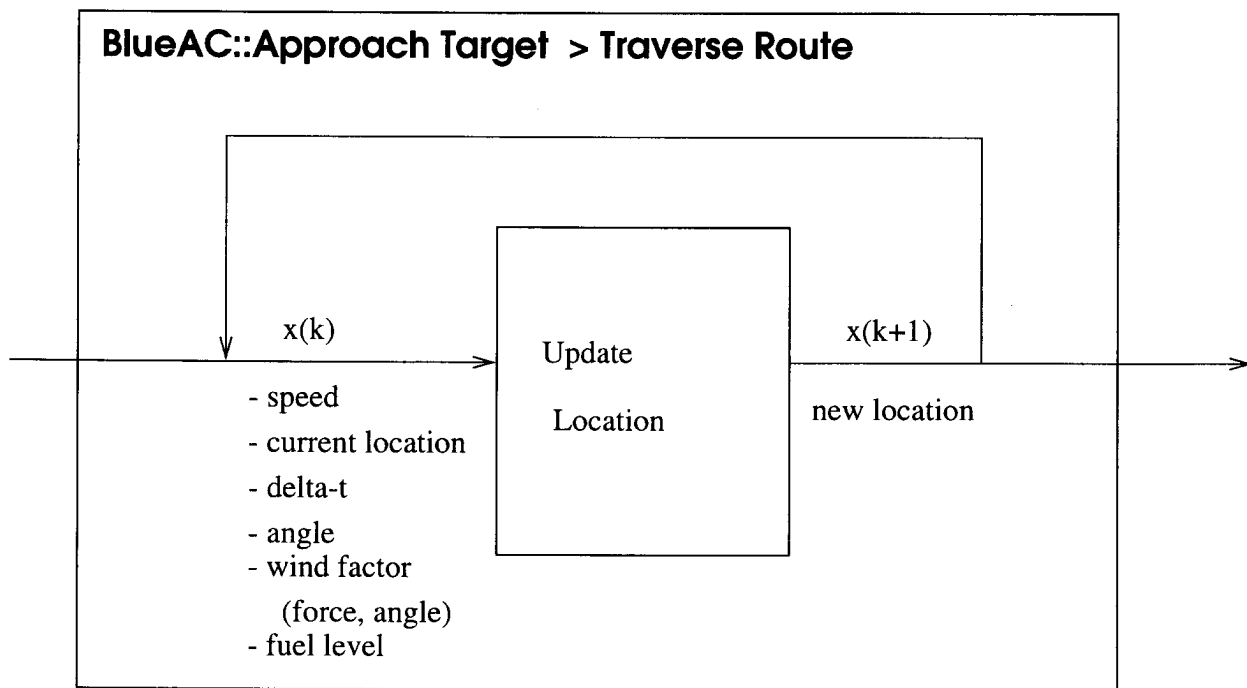 BlueAC::Approach Target > Traverse Route
x(k)
x(k+1)
Update
Location
new location
- speed
- current location
- delta-t
- angle
- wind factor
(force, angle)
- fuel level